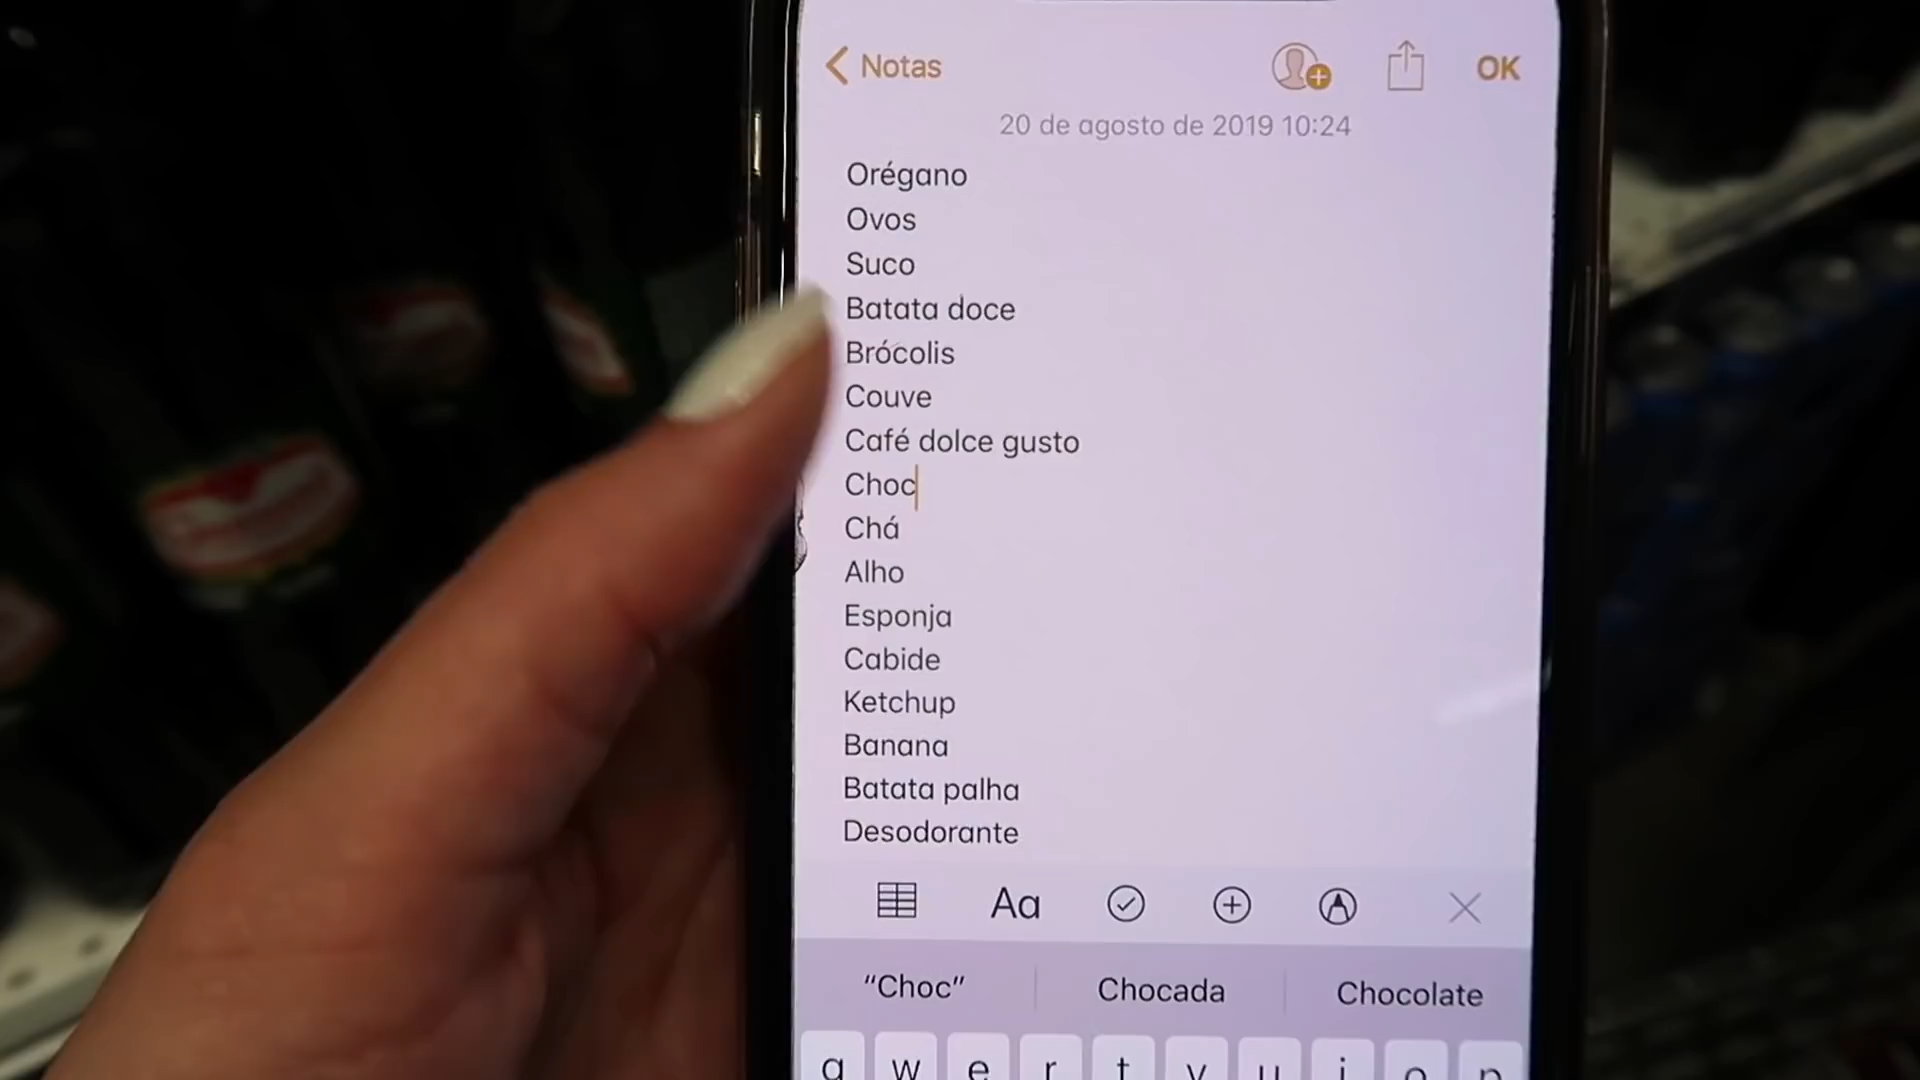 Notas
OK
20 de agosto de 2019 10:24
Orégano
Ovos
Suco
Batata doce
Brócolis
Couve
Café dolce gusto
Choc
Chá
Alho
Esponja
Cabide
Ketchup
Banana
Batata palha
Desodorante
Aa
“Choc” Chocada Chocolate
q w e r t y u i o p